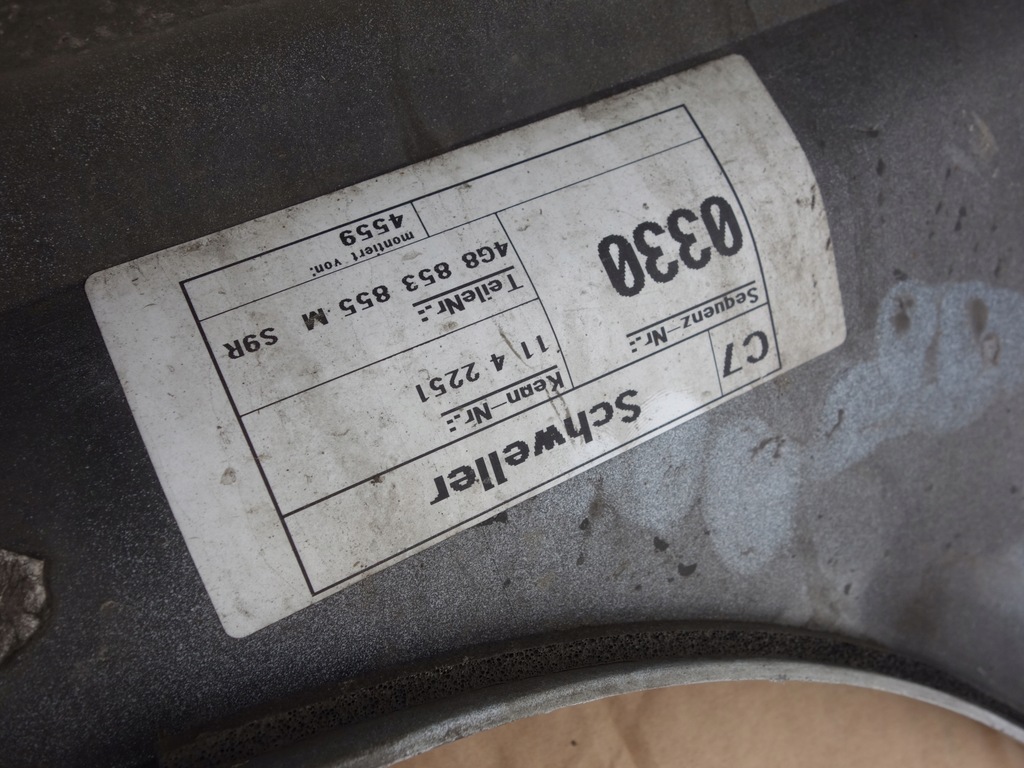 C7
Schweller
Sequenz Nr.:
0330
Kenn-Nr.:
11 4 2251
TeileNr.:
4G8 853 855 M S9R
montiert von:
4559